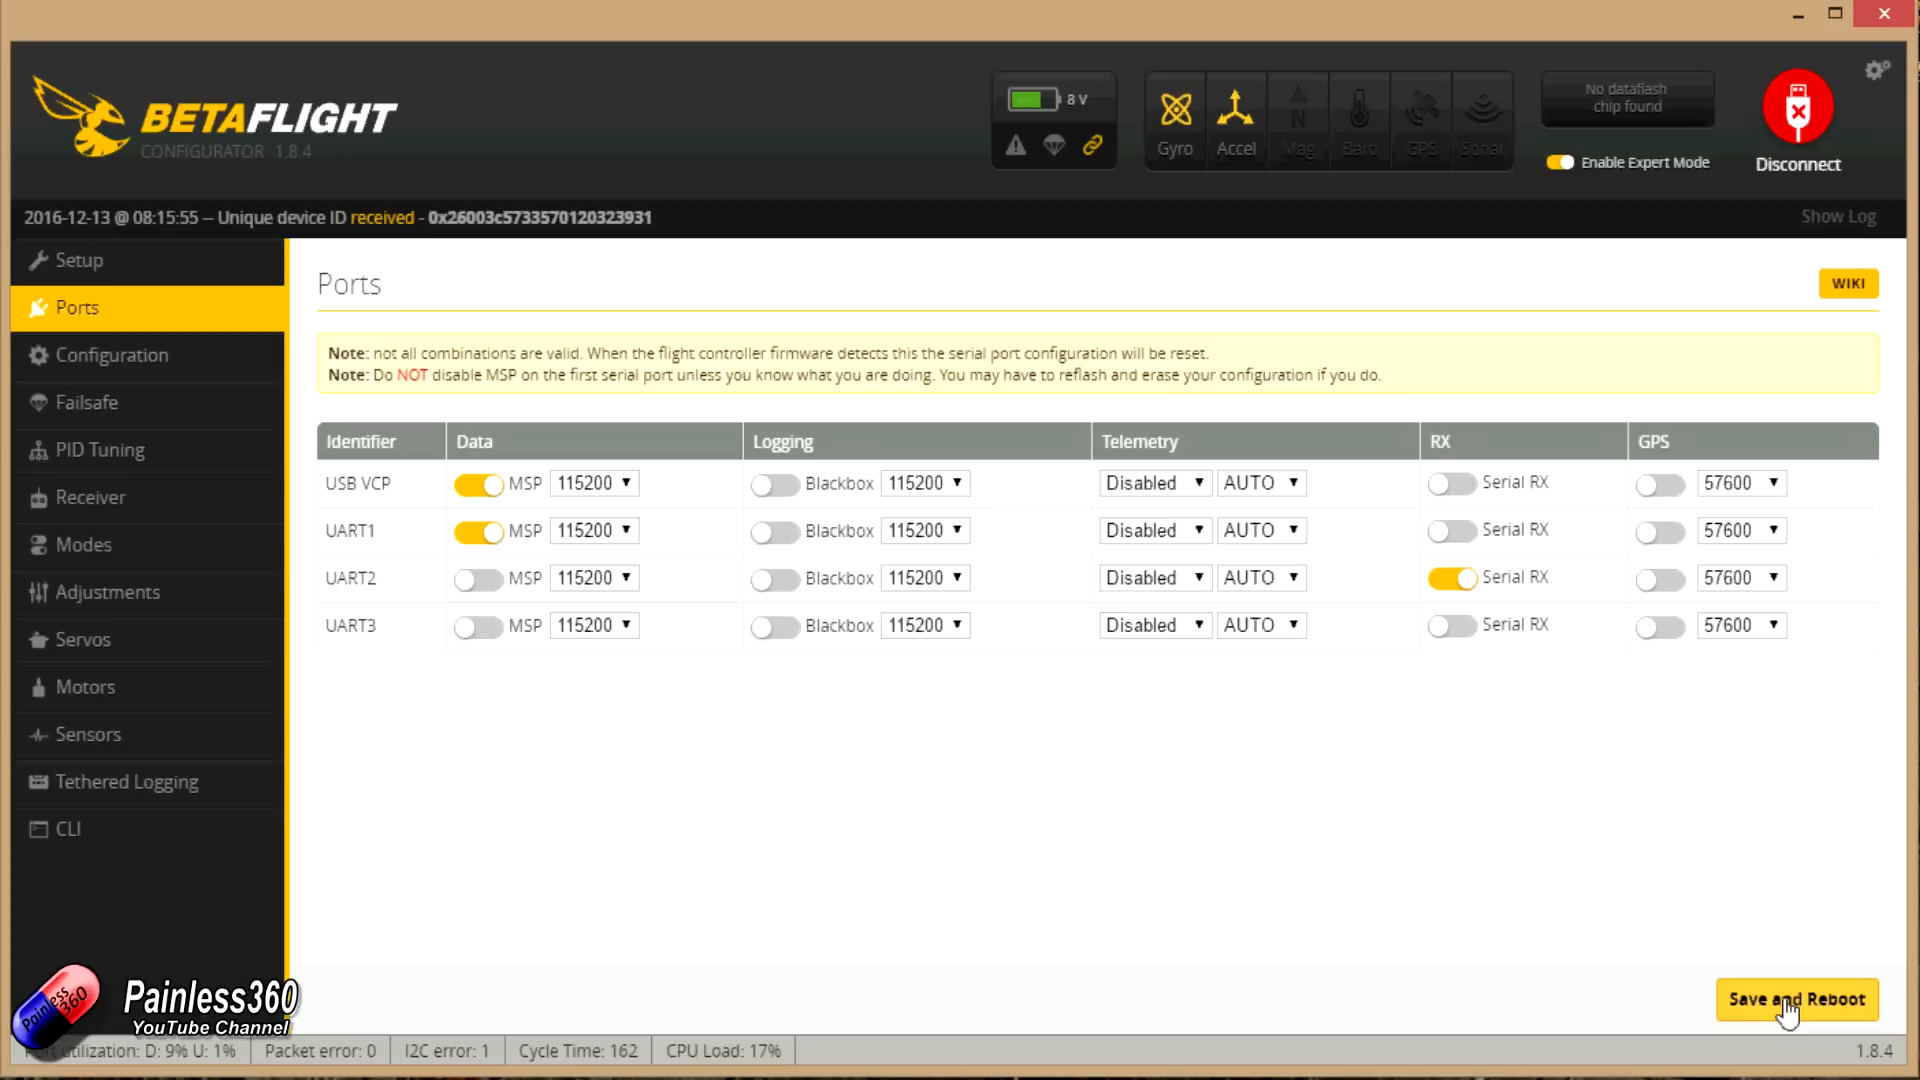 BETAFLIGHT
CONFIGURATOR 1.8.4
8 V
Gyro
Accel
Mag
Baro
GPS
Sonar
No dataflash
chip found
Enable Expert Mode
Disconnect
2016-12-13 @ 08:15:55 -- Unique device ID received - 0x26003c5733570120323931
Show Log
Setup
Ports
Configuration
Failsafe
PID Tuning
Receiver
Modes
Adjustments
Servos
Motors
Sensors
Tethered Logging
CLI
Ports
WIKI
Note: not all combinations are valid. When the flight controller firmware detects this the serial port configuration will be reset.
Note: Do NOT disable MSP on the first serial port unless you know what you are doing. You may have to reflash and erase your configuration if you do.
Identifier Data Logging Telemetry RX GPS
USB VCP MSP 115200 Blackbox 115200 Disabled AUTO Serial RX 57600
UART1 MSP 115200 Blackbox 115200 Disabled AUTO Serial RX 57600
UART2 MSP 115200 Blackbox 115200 Disabled AUTO Serial RX 57600
UART3 MSP 115200 Blackbox 115200 Disabled AUTO Serial RX 57600
Save and Reboot
Painless360
Painless360
YouTube Channel
utilization: D: 9% U: 1% Packet error: 0 I2C error: 1 Cycle Time: 162 CPU Load: 17% 1.8.4